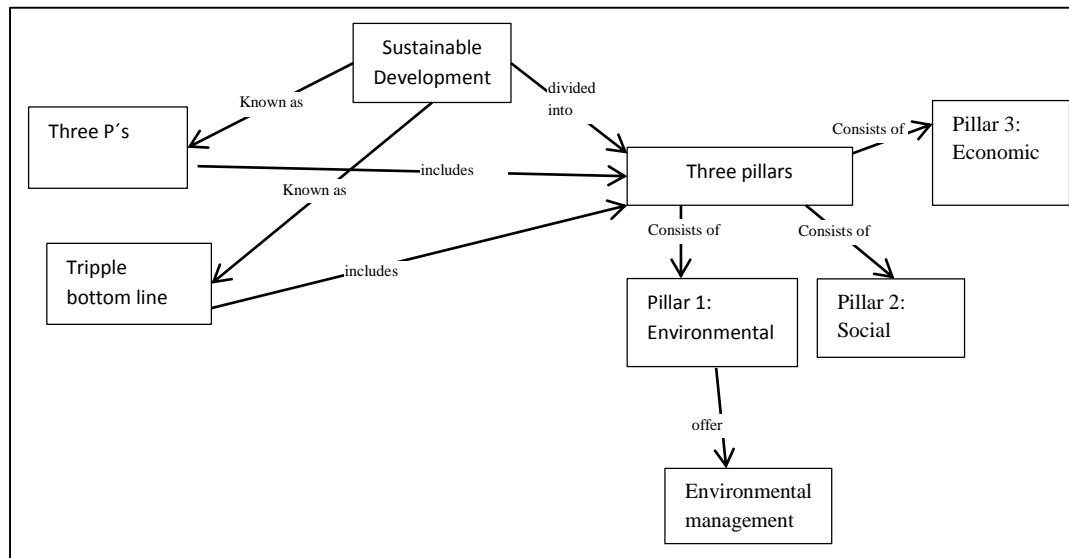 Sustainable
Development
Known as
divided
into
Three P´s
Consists of
Pillar 3:
Economic
includes
Three pillars
Known as
Consists of
Consists of
Tripple
bottom line
includes
Pillar 1:
Environmental
Pillar 2:
Social
offer
Environmental
management